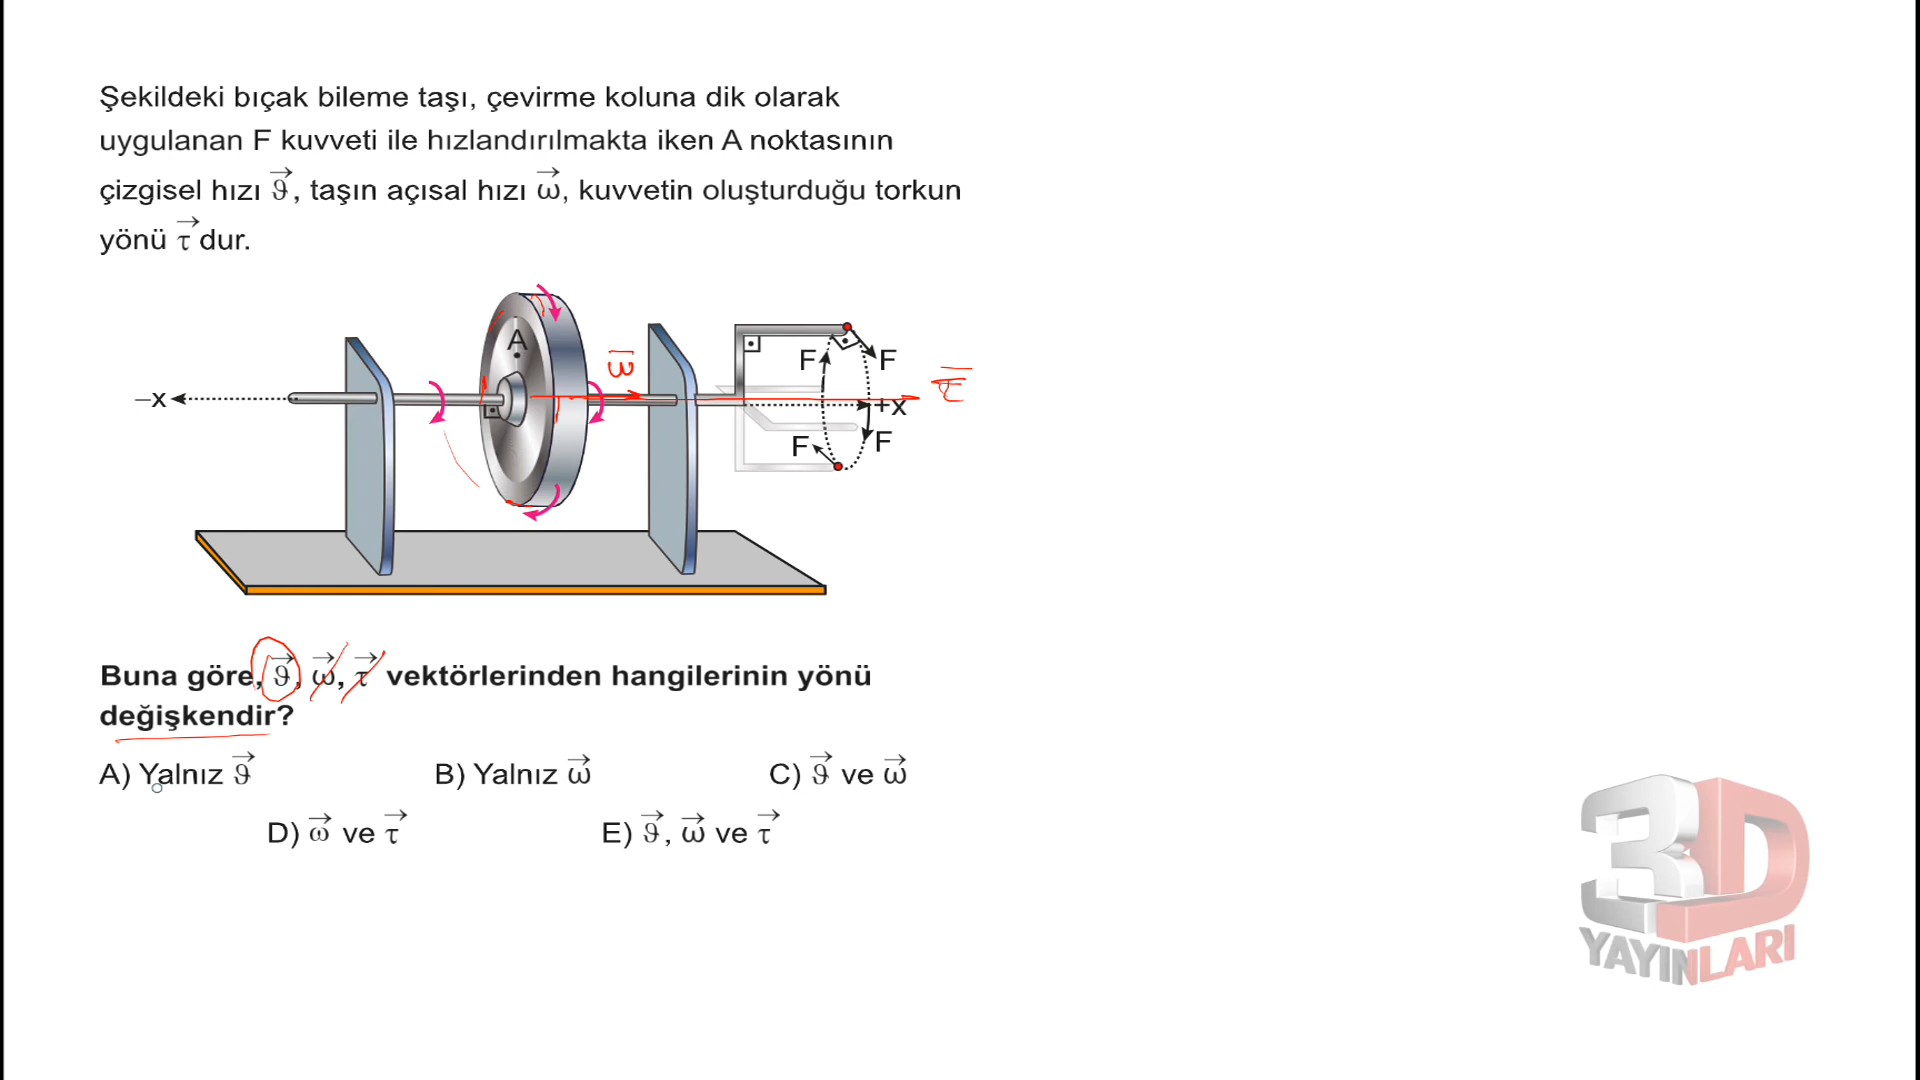 Şekildeki bıçak bileme taşı, çevirme koluna dik olarak
uygulanan F kuvveti ile hızlandırılmakta iken A noktasının
çizgisel hızı ϑ⃗, taşın açısal hızı ω⃗, kuvvetin oluşturduğu torkun
yönü τ⃗ dur.
A
ω⃗
F
F
τ⃗
–x
+x
F
F
Buna göre, ϑ⃗, ω⃗, τ⃗ vektörlerinden hangilerinin yönü
değişkendir?
A) Yalnız ϑ⃗ B) Yalnız ω⃗ C) ϑ⃗ ve ω⃗
D) ω⃗ ve τ⃗ E) ϑ⃗, ω⃗ ve τ⃗
3D
YAYINLARI